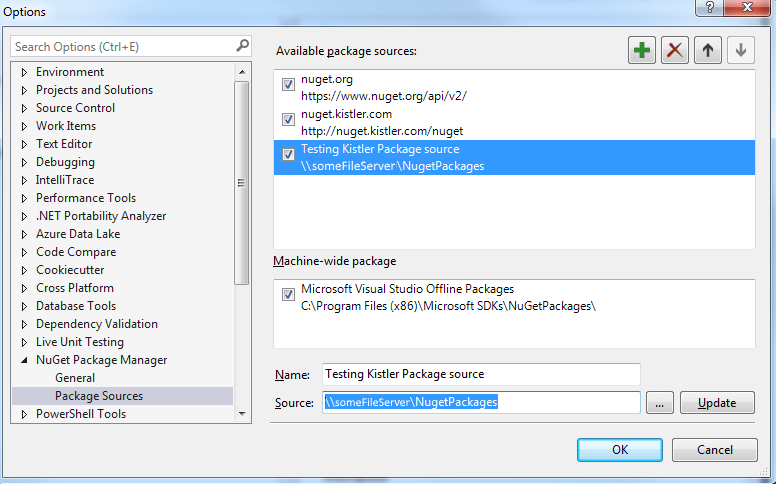 Options
?
Search Options (Ctrl+E)
Environment
Projects and Solutions
Source Control
Work Items
Text Editor
Debugging
IntelliTrace
Performance Tools
.NET Portability Analyzer
Azure Data Lake
Code Compare
Cookiecutter
Cross Platform
Database Tools
Dependency Validation
Live Unit Testing
NuGet Package Manager
General
Package Sources
PowerShell Tools
Available package sources:
nuget.org
https://www.nuget.org/api/v2/
nuget.kistler.com
http://nuget.kistler.com/nuget
Testing Kistler Package source
\\someFileServer\NugetPackages
Machine-wide package
Microsoft Visual Studio Offline Packages
C:\Program Files (x86)\Microsoft SDKs\NuGetPackages\
Name: Testing Kistler Package source
Source: \\someFileServer\NugetPackages ... Update
OK Cancel